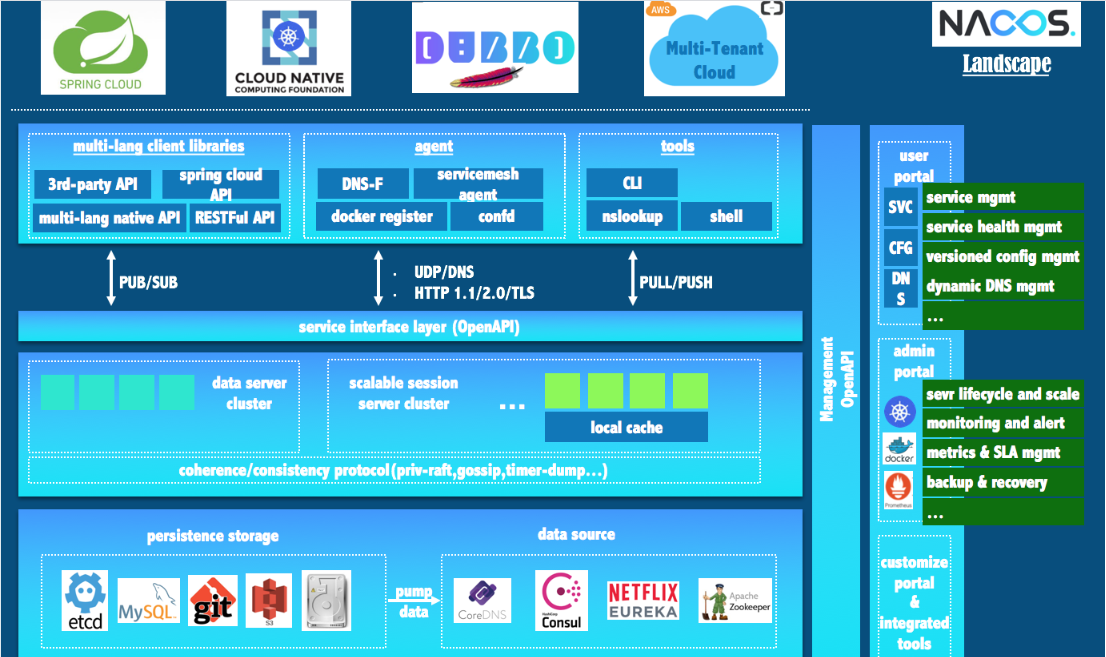 SPRING CLOUD
CLOUD NATIVE
COMPUTING FOUNDATION
DUBBO
AWS
Multi-Tenant
Cloud
NACOS.
Landscape
multi-lang client libraries
3rd-party API
spring cloud
API
multi-lang native API
RESTFul API
agent
DNS-F
servicemesh
agent
docker register
confd
tools
CLI
nslookup
shell
PUB/SUB
· UDP/DNS
· HTTP 1.1/2.0/TLS
PULL/PUSH
service interface layer (OpenAPI)
data server
cluster
scalable session
server cluster
...
local cache
coherence/consistency protocol(priv-raft,gossip,timer-dump...)
persistence storage
etcd
MySQL
git
S3
pump
data
data source
CoreDNS
HashiCorp
Consul
NETFLIX
EUREKA
Apache
Zookeeper
Management
OpenAPI
user
portal
SVC
CFG
DN
S
service mgmt
service health mgmt
versioned config mgmt
dynamic DNS mgmt
...
admin
portal
docker
Prometheus
sevr lifecycle and scale
monitoring and alert
metrics & SLA mgmt
backup & recovery
...
customize
portal
&
integrated
tools